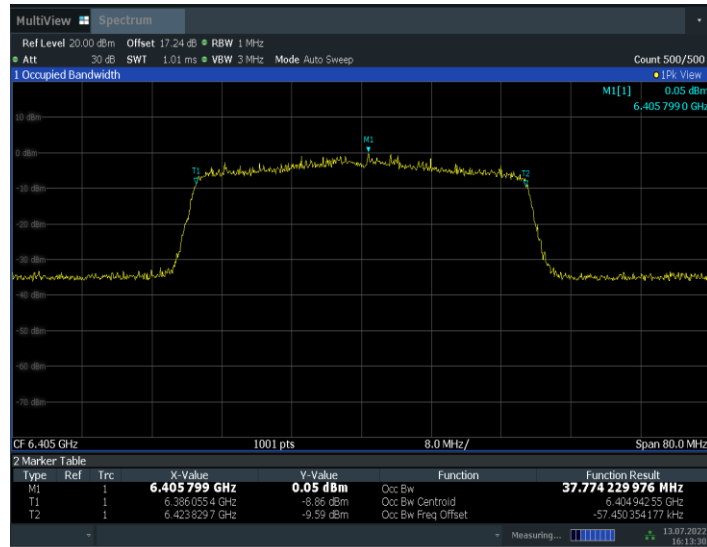 MultiView Spectrum
Ref Level 20.00 dBm Offset 17.24 dB RBW 1 MHz
Att 30 dB SWT 1.01 ms VBW 3 MHz Mode Auto Sweep Count 500/500
1 Occupied Bandwidth 1Pk View
M1[1] 0.05 dBm
6.405 799 0 GHz
10 dBm
M1
0 dBm
T1 T2
-10 dBm
-20 dBm
-30 dBm
-40 dBm
-50 dBm
-60 dBm
-70 dBm
CF 6.405 GHz 1001 pts 8.0 MHz/ Span 80.0 MHz
2 Marker Table
Type Ref Trc X-Value Y-Value Function Function Result
M1 1 6.405 799 GHz 0.05 dBm Occ Bw 37.774 229 976 MHz
T1 1 6.386 055 4 GHz -8.86 dBm Occ Bw Centroid 6.404 942 55 GHz
T2 1 6.423 829 7 GHz -9.59 dBm Occ Bw Freq Offset -57.450 354 177 kHz
Measuring... 13.07.2022
16:13:30